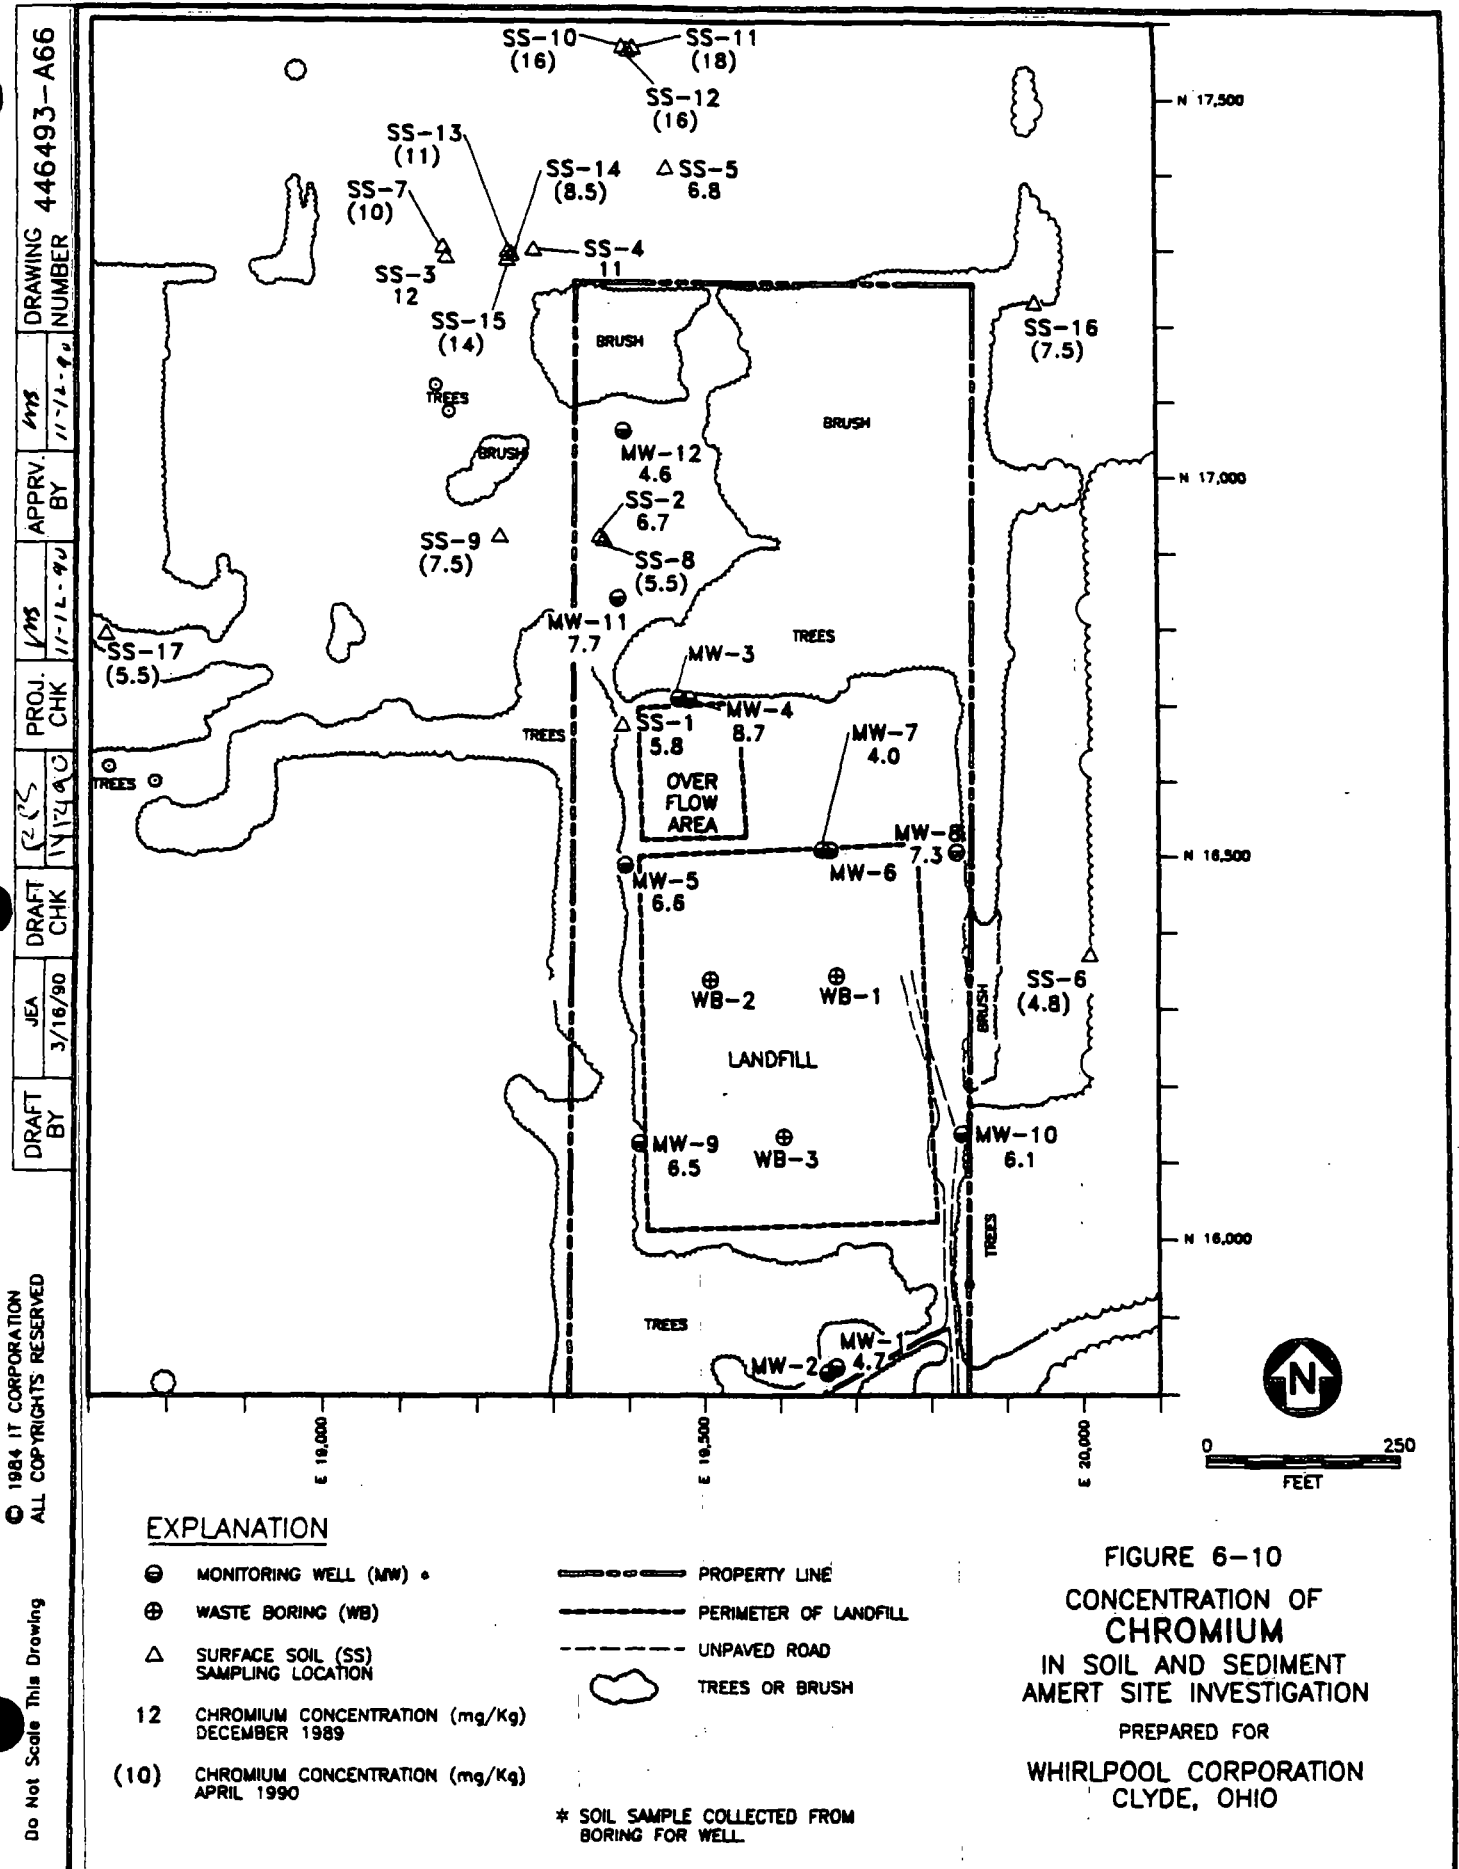 DRAWING 446493-A66
NUMBER
APPRV.
BY
11-12-90
PROJ.
CHK
11-12-90
DRAFT
CHK
JEA
3/16/90
DRAFT
BY
© 1984 IT CORPORATION
ALL COPYRIGHTS RESERVED
Do Not Scale This Drawing
SS-10
(16)
SS-11
(18)
SS-12
(16)
N 17,500
SS-13
(11)
SS-14
(8.5)
SS-5
6.8
SS-7
(10)
SS-4
11
SS-3
12
SS-15
(14)
SS-16
(7.5)
BRUSH
TREES
BRUSH
BRUSH
MW-12
4.6
N 17,000
SS-2
6.7
SS-9
(7.5)
SS-8
(5.5)
MW-11
7.7
TREES
SS-17
(5.5)
MW-3
MW-4
8.7
SS-1
5.8
TREES
MW-7
4.0
TREES
OVER
FLOW
AREA
MW-8
7.3
N 16,500
MW-6
MW-5
6.6
SS-6
(4.8)
WB-2
WB-1
BRUSH
LANDFILL
MW-9
6.5
WB-3
MW-10
6.1
TREES
N 16,000
TREES
MW-1
4.7
MW-2
N
E 19,000
E 19,500
E 20,000
0 250
FEET
EXPLANATION
MONITORING WELL (MW) *
WASTE BORING (WB)
SURFACE SOIL (SS)
SAMPLING LOCATION
12 CHROMIUM CONCENTRATION (mg/Kg)
DECEMBER 1989
(10) CHROMIUM CONCENTRATION (mg/Kg)
APRIL 1990
PROPERTY LINE
PERIMETER OF LANDFILL
UNPAVED ROAD
TREES OR BRUSH
* SOIL SAMPLE COLLECTED FROM
BORING FOR WELL
FIGURE 6-10
CONCENTRATION OF
CHROMIUM
IN SOIL AND SEDIMENT
AMERT SITE INVESTIGATION
PREPARED FOR
WHIRLPOOL CORPORATION
CLYDE, OHIO